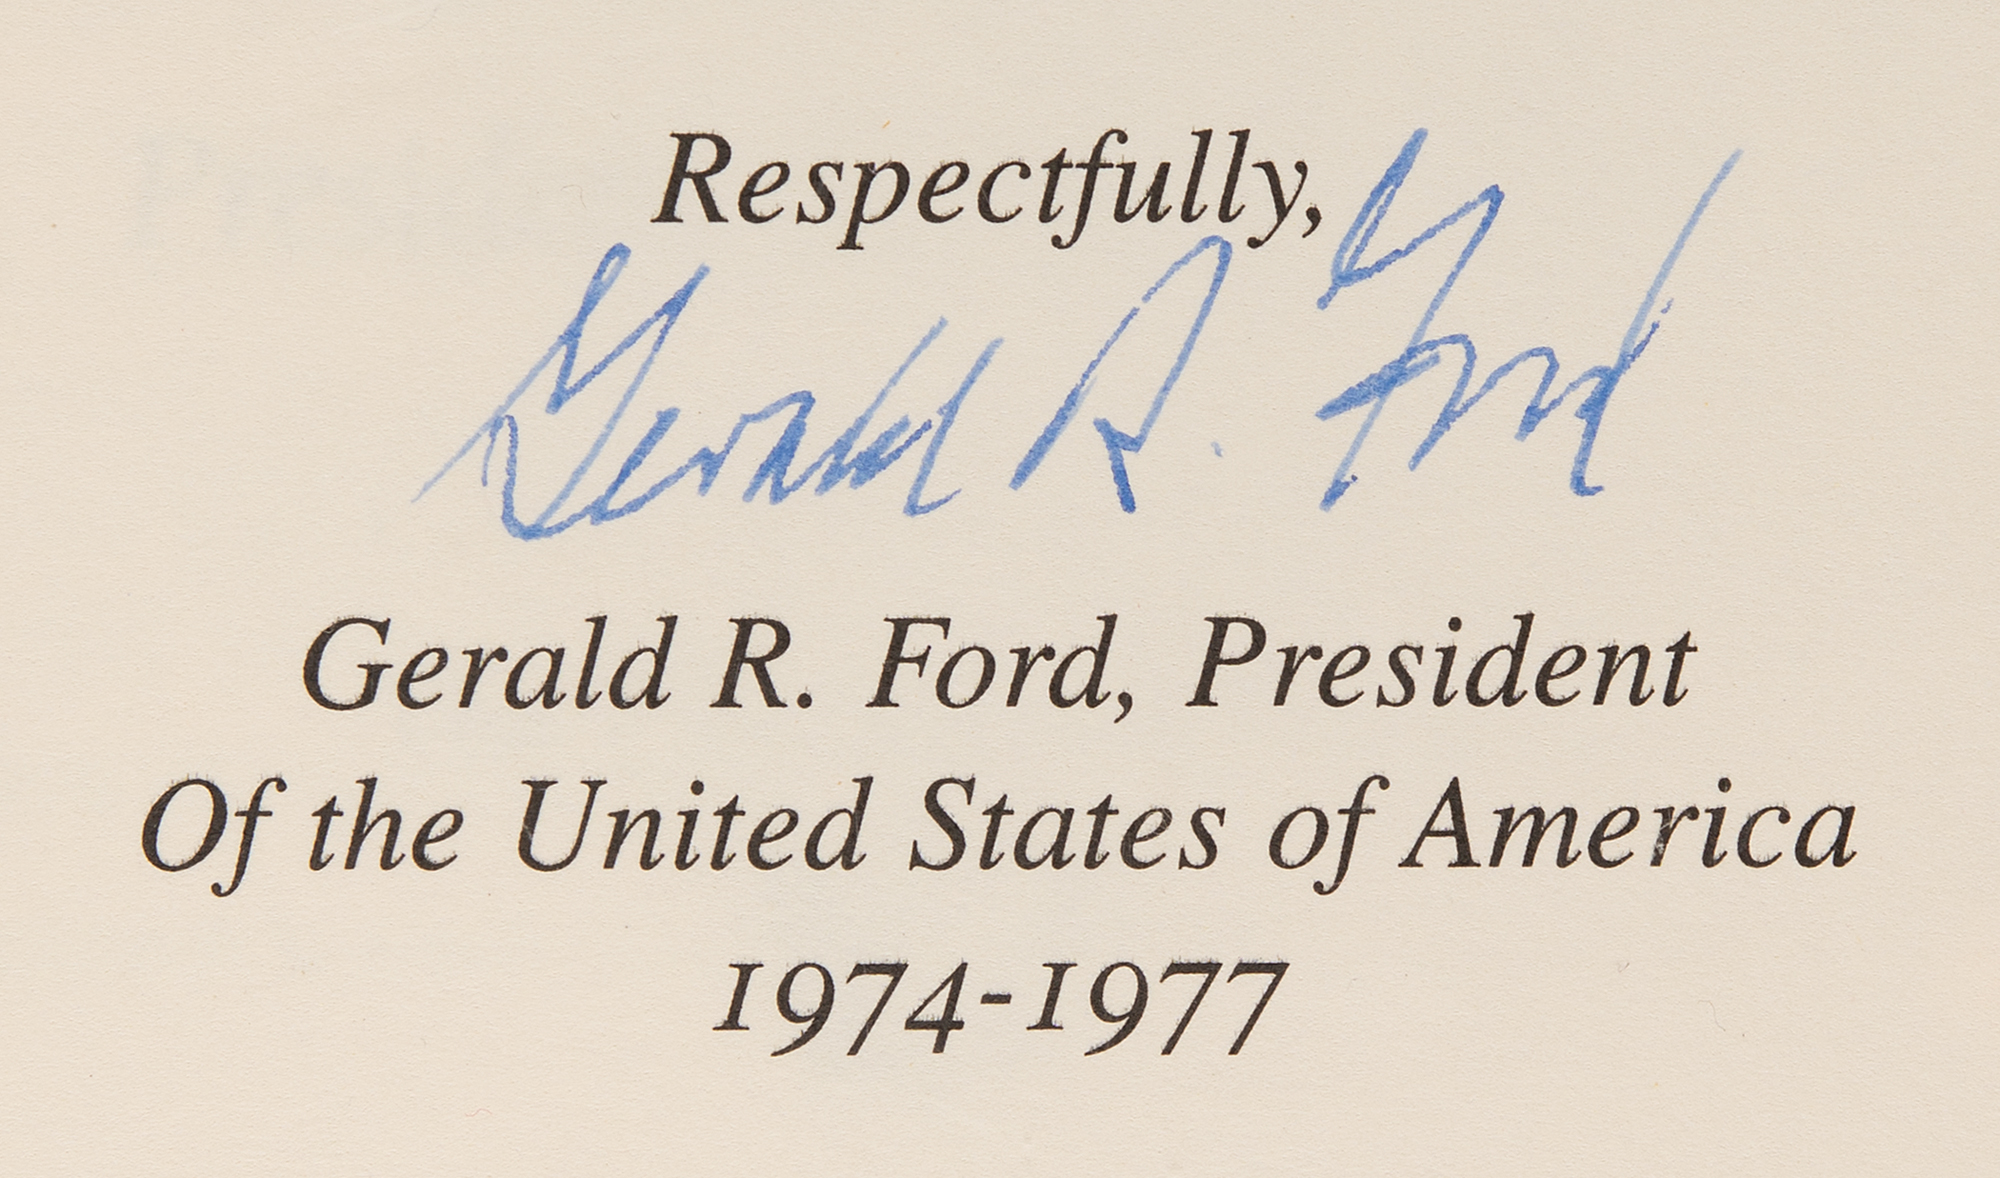 Respectfully,
Gerald R. Ford
Gerald R. Ford, President
Of the United States of America
1974-1977